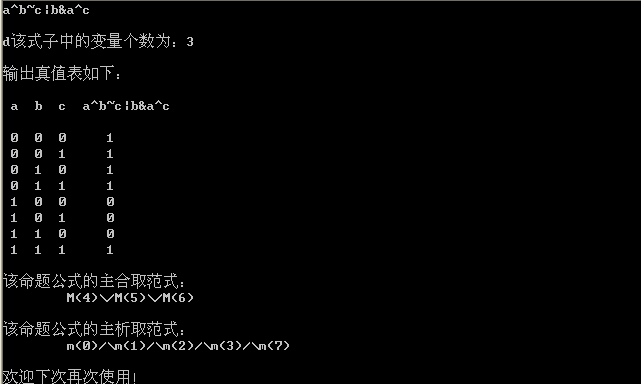 a^b~c|b&a^c
d该式子中的变量个数为：3
输出真值表如下：
a b c a^b~c|b&a^c
0 0 0 1
0 0 1 1
0 1 0 1
0 1 1 1
1 0 0 0
1 0 1 0
1 1 0 0
1 1 1 1
该命题公式的主合取范式：
M(4)\/M(5)\/M(6)
该命题公式的主析取范式：
m(0)/\m(1)/\m(2)/\m(3)/\m(7)
欢迎下次再次使用!